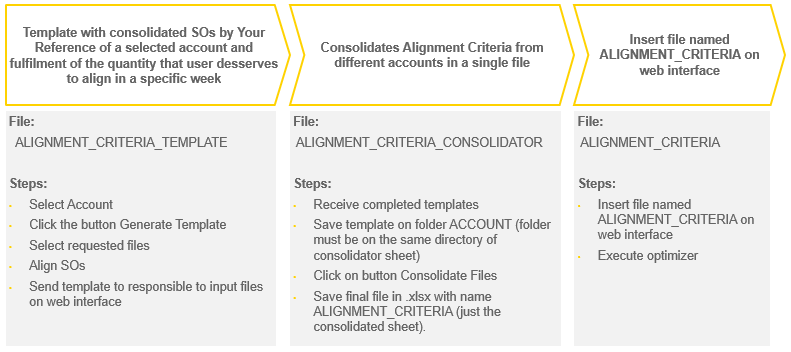 Template with consolidated SOs by Your
Reference of a selected account and
fulfilment of the quantity that user desserves
to align in a specific week
Consolidates Alignment Criteria from
different accounts in a single file
Insert file named
ALIGNMENT_CRITERIA on
web interface
File:
ALIGNMENT_CRITERIA_TEMPLATE
Steps:
Select Account
Click the button Generate Template
Select requested files
Align SOs
Send template to responsible to input files
on web interface
File:
ALIGNMENT_CRITERIA_CONSOLIDATOR
Steps:
Receive completed templates
Save template on folder ACCOUNT (folder
must be on the same directory of
consolidator sheet)
Click on button Consolidate Files
Save final file in .xlsx with name
ALIGNMENT_CRITERIA (just the
consolidated sheet).
File:
ALIGNMENT_CRITERIA
Steps:
Insert file named
ALIGNMENT_CRITERIA on
web interface
Execute optimizer